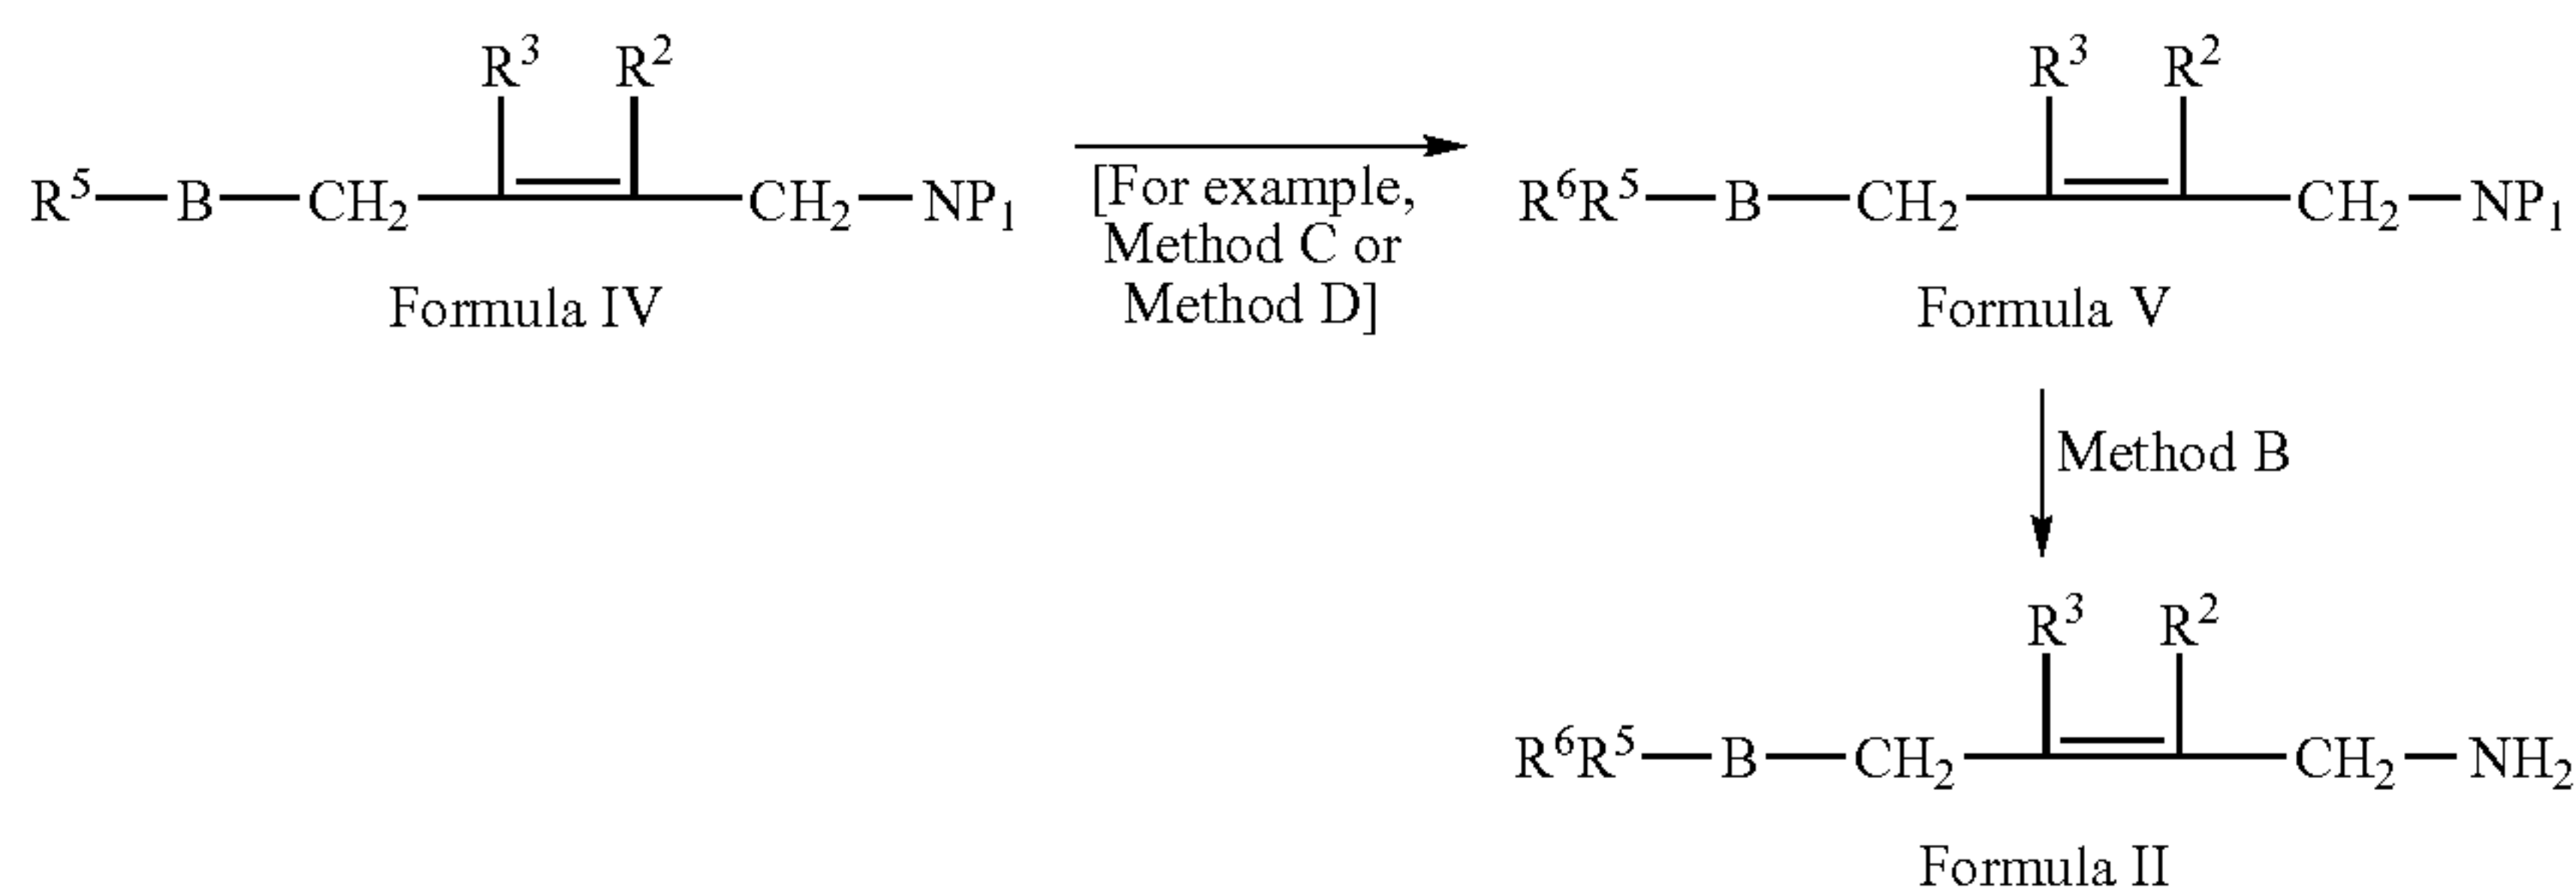 R³ R² R³ R²
R⁵—B—CH₂ CH₂—NP₁ [For example, R⁶R⁵—B—CH₂ CH₂—NP₁
Method C or
Method D]
Formula IV Formula V
Method B
R³ R²
R⁶R⁵—B—CH₂ CH₂—NH₂
Formula II